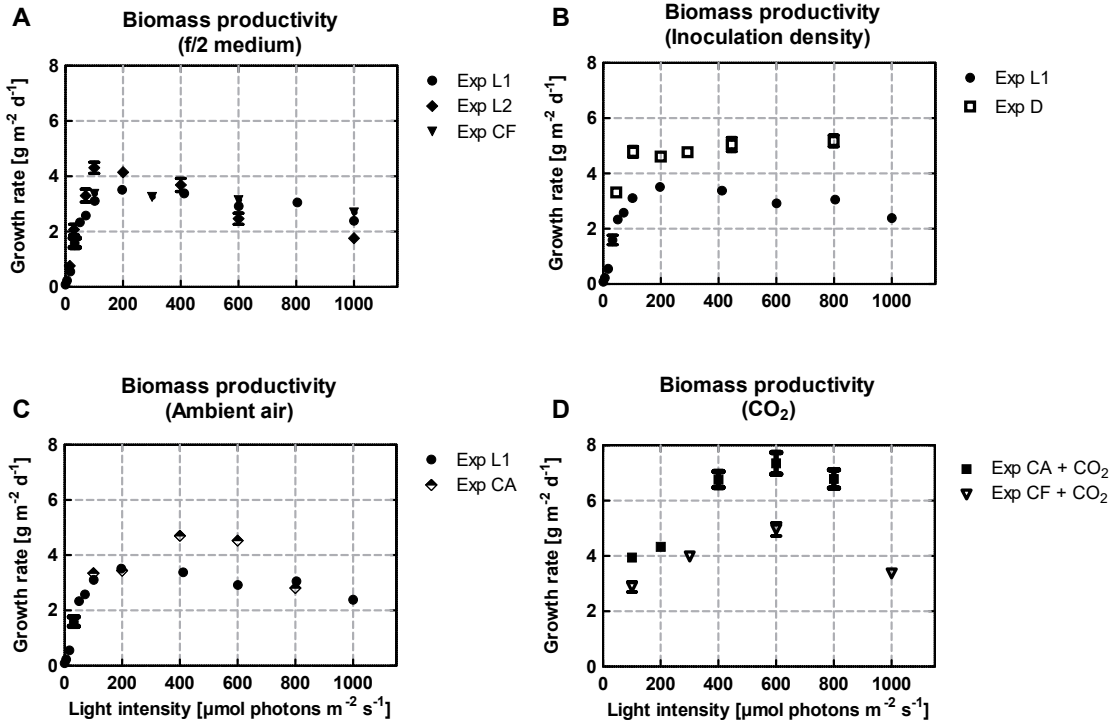 A
Biomass productivity
(f/2 medium)
Growth rate [g m⁻² d⁻¹]
8
6
4
2
0
0 200 400 600 800 1000
Exp L1
Exp L2
Exp CF
B
Biomass productivity
(Inoculation density)
Growth rate [g m⁻² d⁻¹]
8
6
4
2
0
0 200 400 600 800 1000
Exp L1
Exp D
C
Biomass productivity
(Ambient air)
Growth rate [g m⁻² d⁻¹]
8
6
4
2
0
0 200 400 600 800 1000
Light intensity [µmol photons m⁻² s⁻¹]
Exp L1
Exp CA
D
Biomass productivity
(CO₂)
Growth rate [g m⁻² d⁻¹]
8
6
4
2
0
0 200 400 600 800 1000
Light intensity [µmol photons m⁻² s⁻¹]
Exp CA + CO₂
Exp CF + CO₂